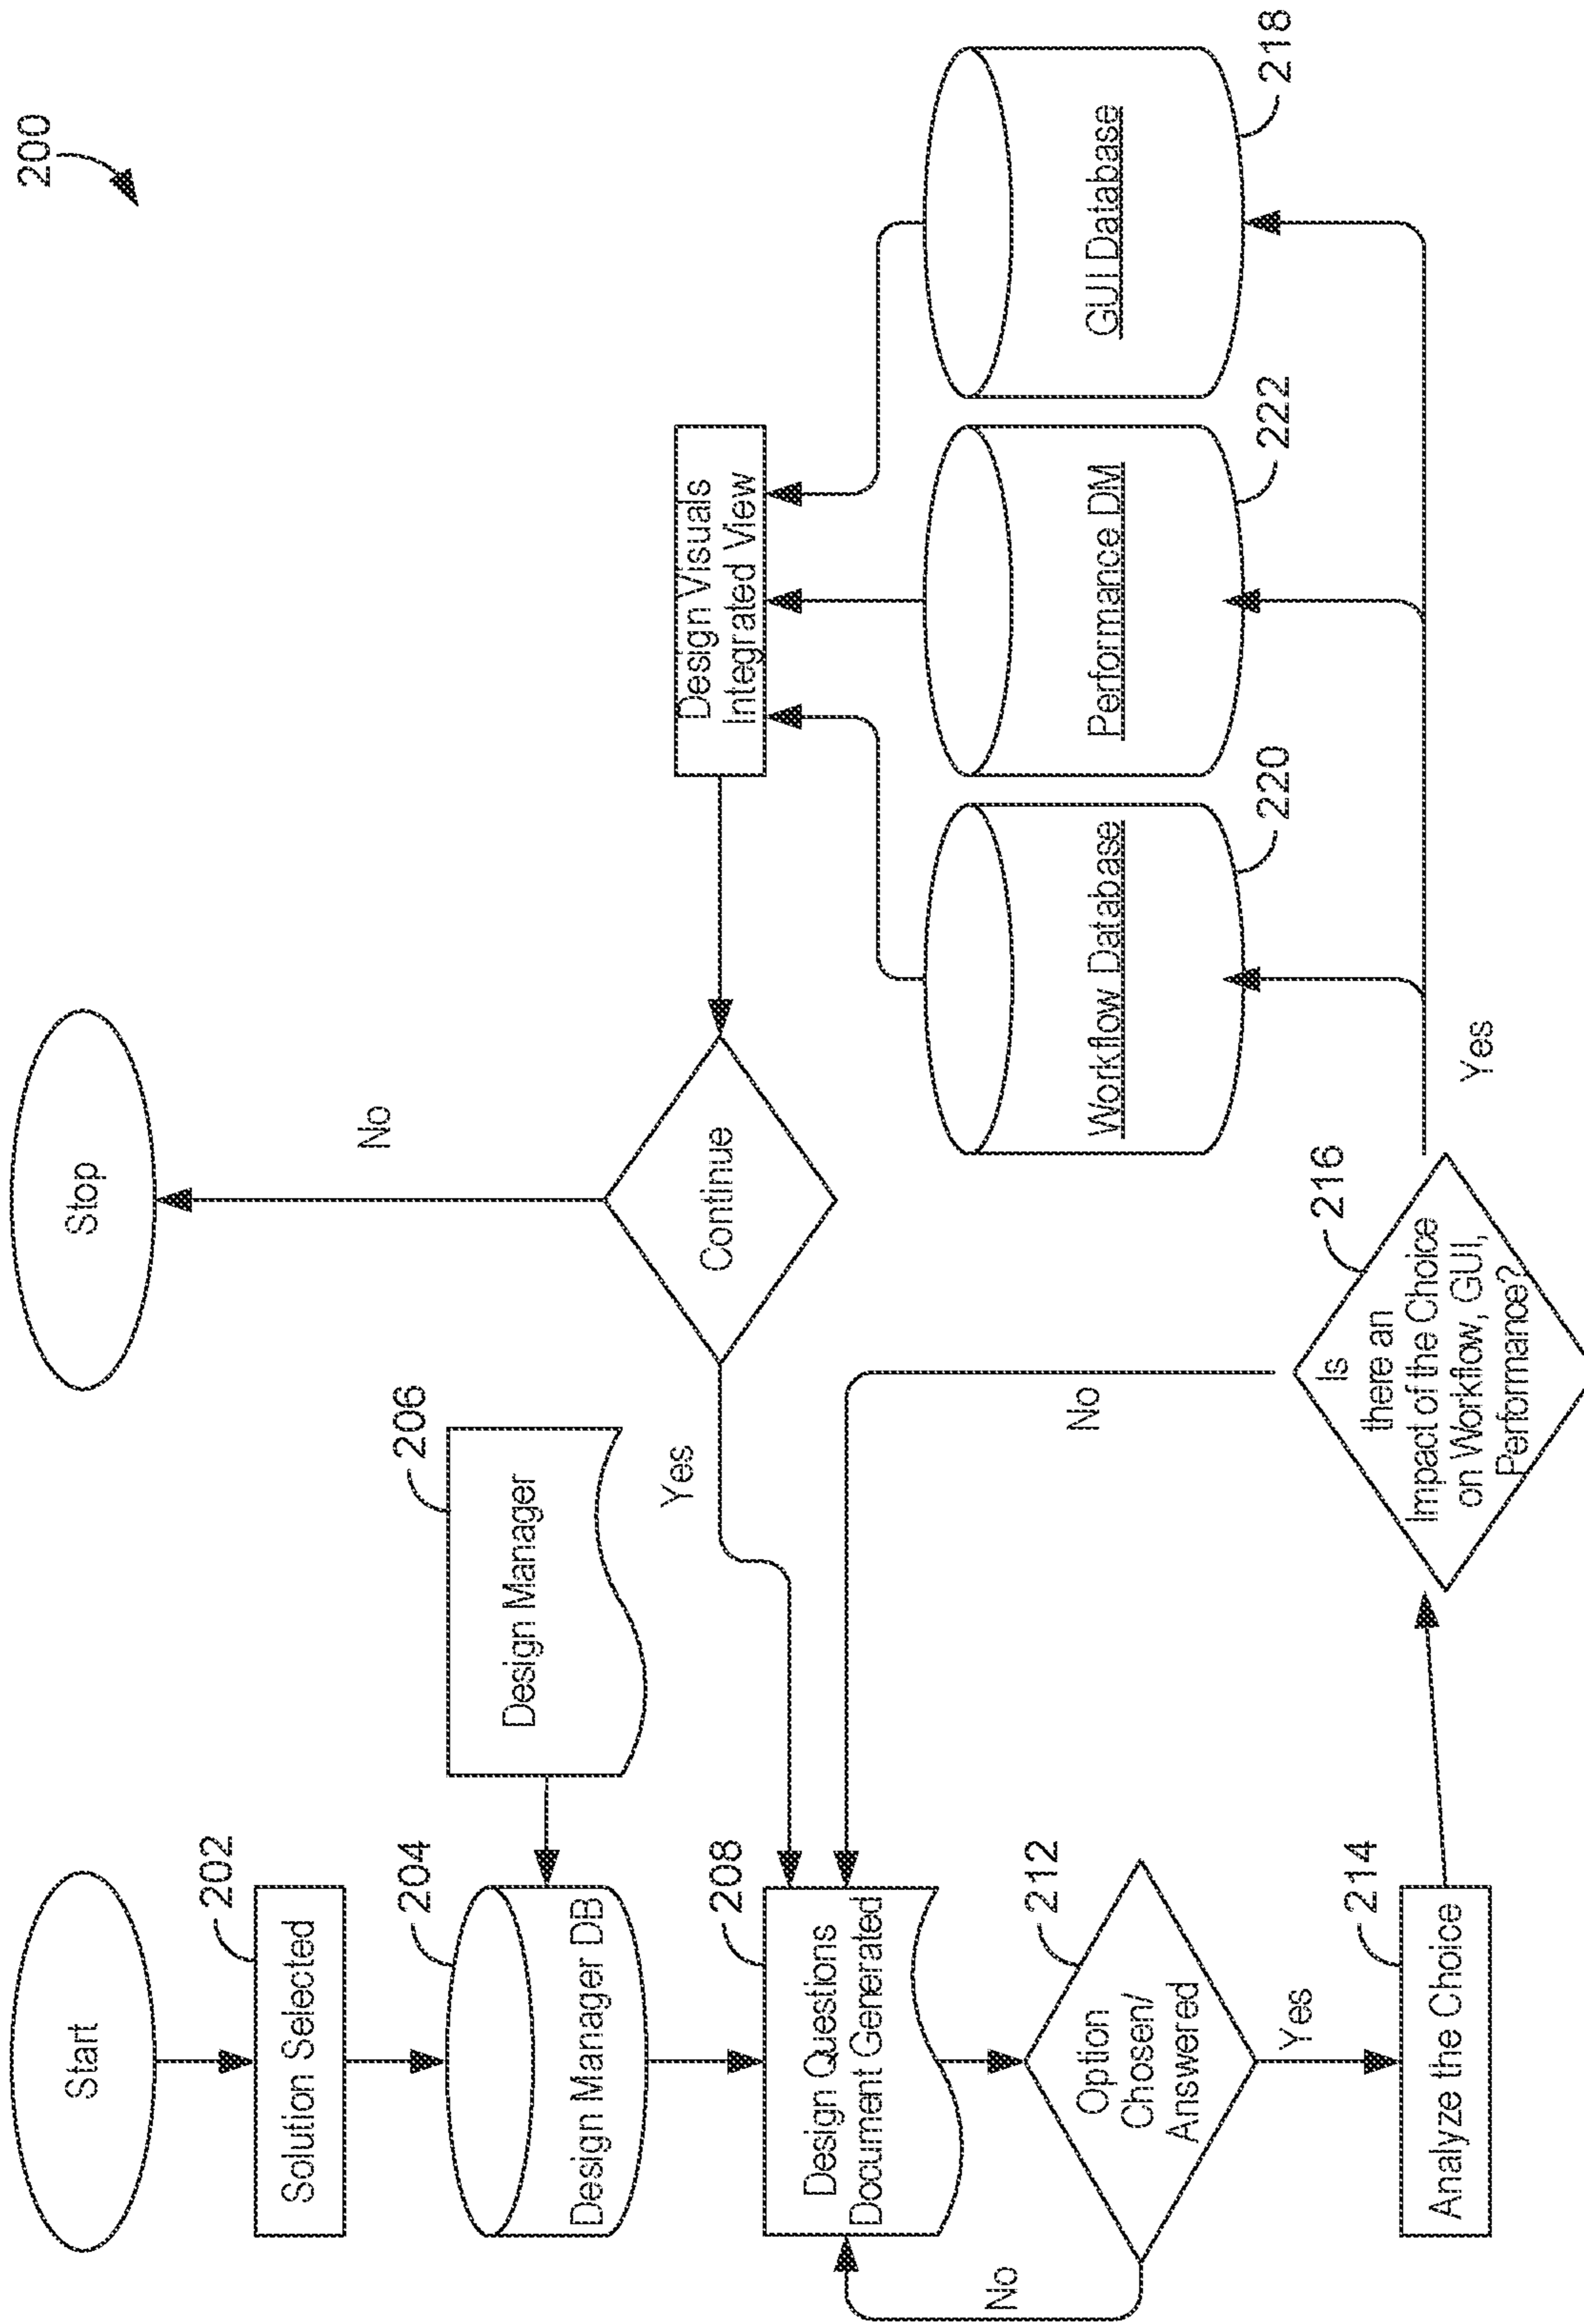 200
Start
Solution Selected
202
Design Manager DB
204
Design Manager
206
Design Questions
Document Generated
208
Option
Chosen/
Answered
212
No
Yes
Analyze the Choice
214
Is
there an
Impact of the Choice
on Workflow, GUI,
Performance?
216
No
Yes
Workflow Database
220
Performance DM
222
GUI Database
218
Design Visuals
Integrated View
Continue
Yes
No
Stop